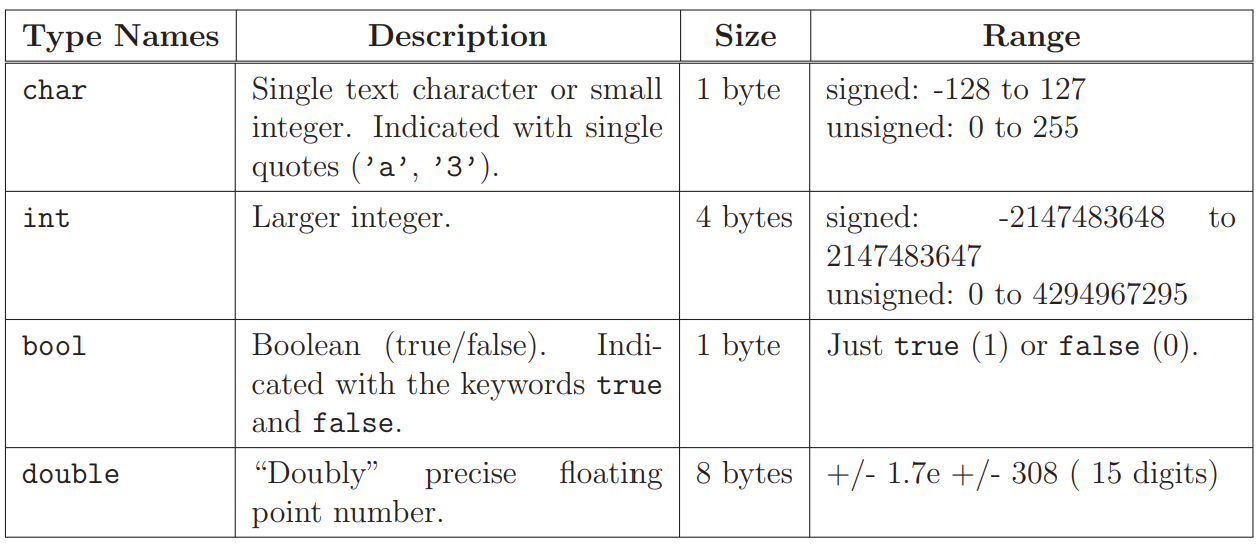 Type Names Description Size Range
char Single text character or small 1 byte signed: -128 to 127
integer. Indicated with single unsigned: 0 to 255
quotes (’a’, ’3’).
int Larger integer. 4 bytes signed: -2147483648 to
2147483647
unsigned: 0 to 4294967295
bool Boolean (true/false). Indi- 1 byte Just true (1) or false (0).
cated with the keywords true
and false.
double “Doubly” precise floating 8 bytes +/- 1.7e +/- 308 ( 15 digits)
point number.